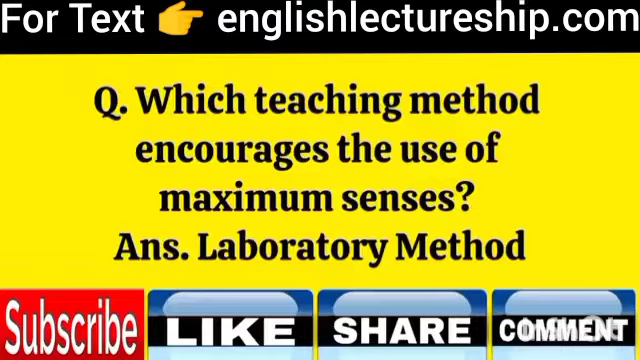 For Text 👉 englishlectureship.com
Q. Which teaching method
encourages the use of
maximum senses?
Ans. Laboratory Method
Subscribe LIKE SHARE COMMENT